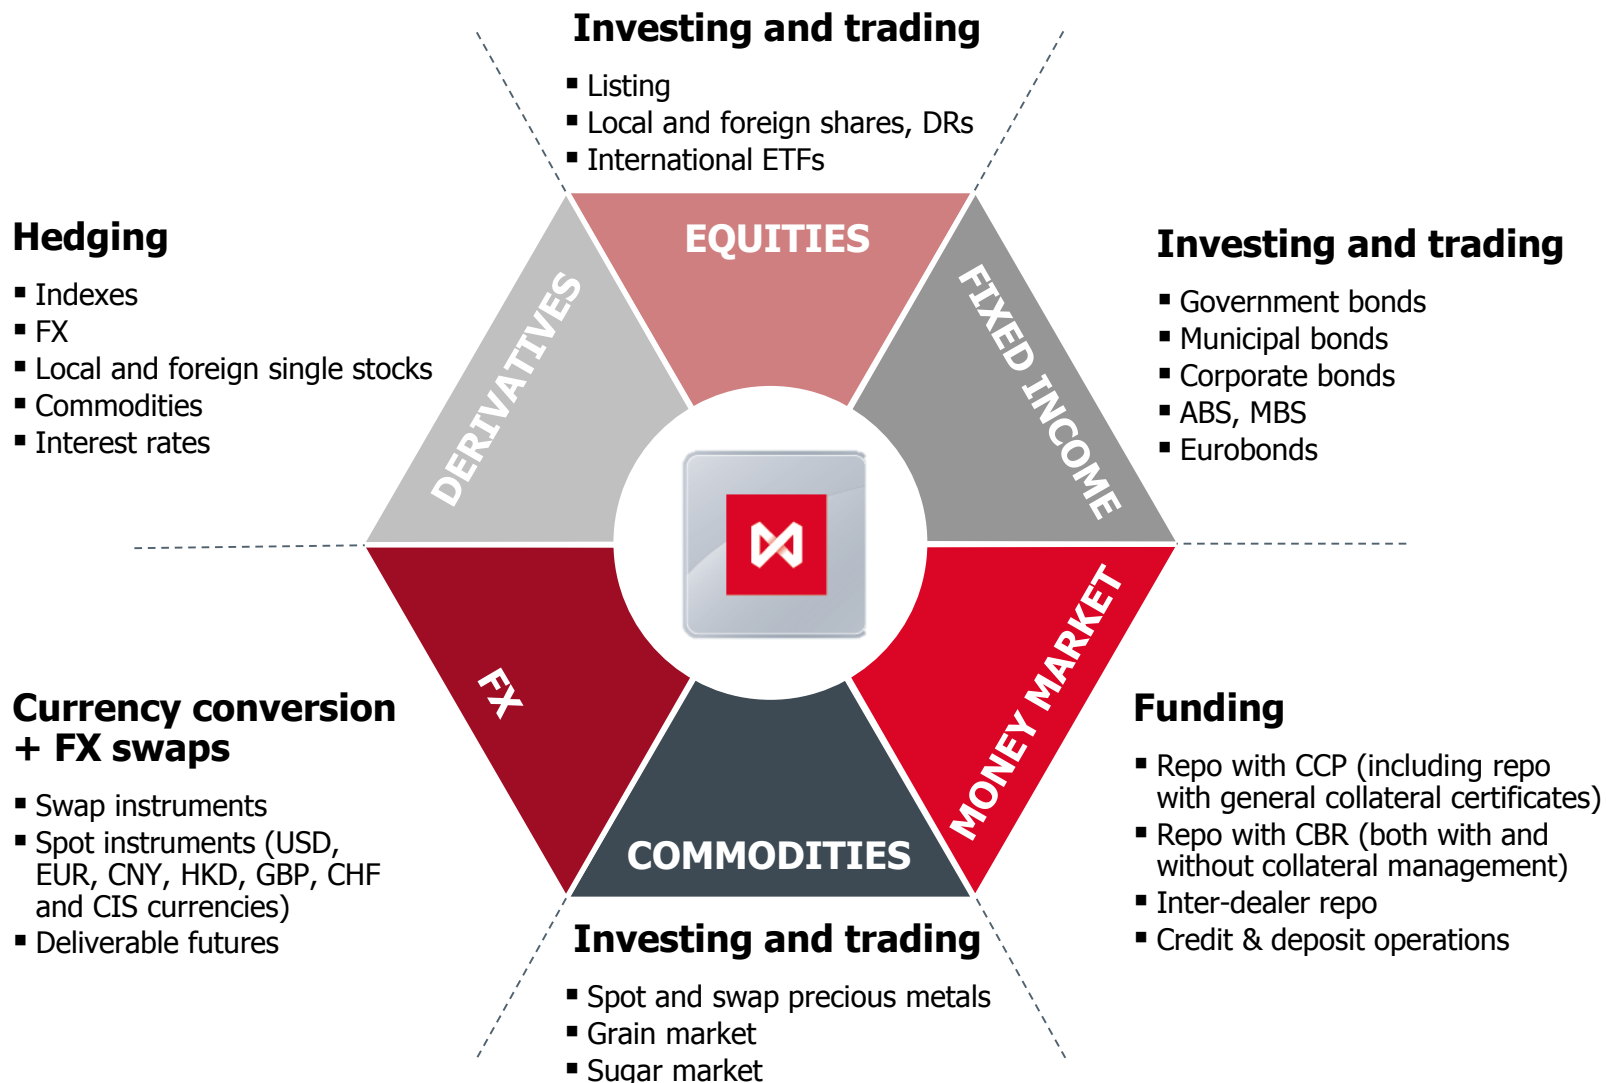 Investing and trading
▪ Listing
▪ Local and foreign shares, DRs
▪ International ETFs
EQUITIES
Hedging
▪ Indexes
▪ FX
▪ Local and foreign single stocks
▪ Commodities
▪ Interest rates
DERIVATIVES
FIXED INCOME
Investing and trading
▪ Government bonds
▪ Municipal bonds
▪ Corporate bonds
▪ ABS, MBS
▪ Eurobonds
Currency conversion
+ FX swaps
▪ Swap instruments
▪ Spot instruments (USD,
EUR, CNY, HKD, GBP, CHF
and CIS currencies)
▪ Deliverable futures
FX
MONEY MARKET
Funding
▪ Repo with CCP (including repo
with general collateral certificates)
▪ Repo with CBR (both with and
without collateral management)
▪ Inter-dealer repo
▪ Credit & deposit operations
COMMODITIES
Investing and trading
▪ Spot and swap precious metals
▪ Grain market
▪ Sugar market